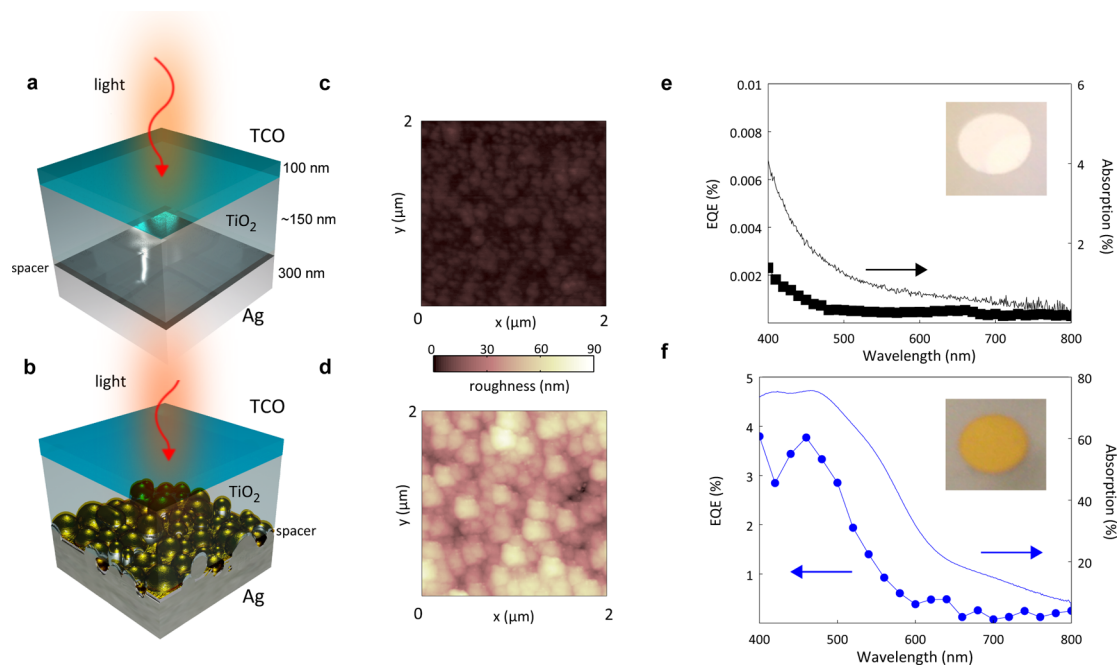 a
light
TCO
100 nm
TiO2
~150 nm
spacer
300 nm
Ag
b
light
TCO
TiO2
spacer
Ag
c
2
y (μm)
0
x (μm)
2
0
30
60
90
roughness (nm)
d
2
y (μm)
0
x (μm)
2
e
0.01
0.008
0.006
0.004
0.002
EQE (%)
6
4
2
Absorption (%)
400
500
600
700
800
Wavelength (nm)
f
5
4
3
2
1
EQE (%)
80
60
40
20
Absorption (%)
400
500
600
700
800
Wavelength (nm)